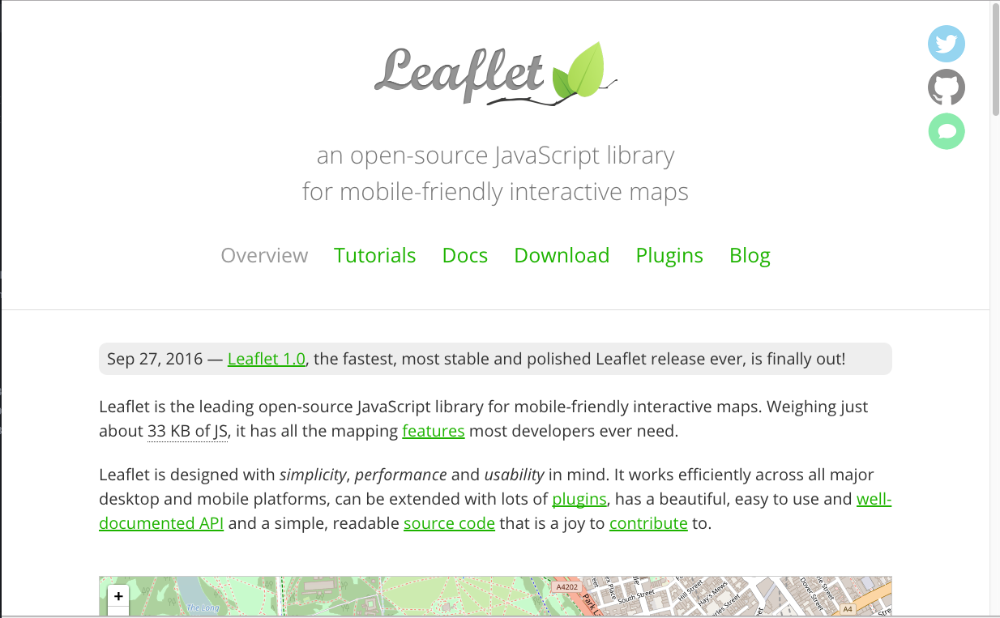 Leaflet
an open-source JavaScript library
for mobile-friendly interactive maps
Overview Tutorials Docs Download Plugins Blog
Sep 27, 2016 — Leaflet 1.0, the fastest, most stable and polished Leaflet release ever, is finally out!
Leaflet is the leading open-source JavaScript library for mobile-friendly interactive maps. Weighing just
about 33 KB of JS, it has all the mapping features most developers ever need.
Leaflet is designed with simplicity, performance and usability in mind. It works efficiently across all major
desktop and mobile platforms, can be extended with lots of plugins, has a beautiful, easy to use and well-
documented API and a simple, readable source code that is a joy to contribute to.
+
The Long
A4202
Park La
South Street
Hill Street
Hay's Mews
Dover Street
A4